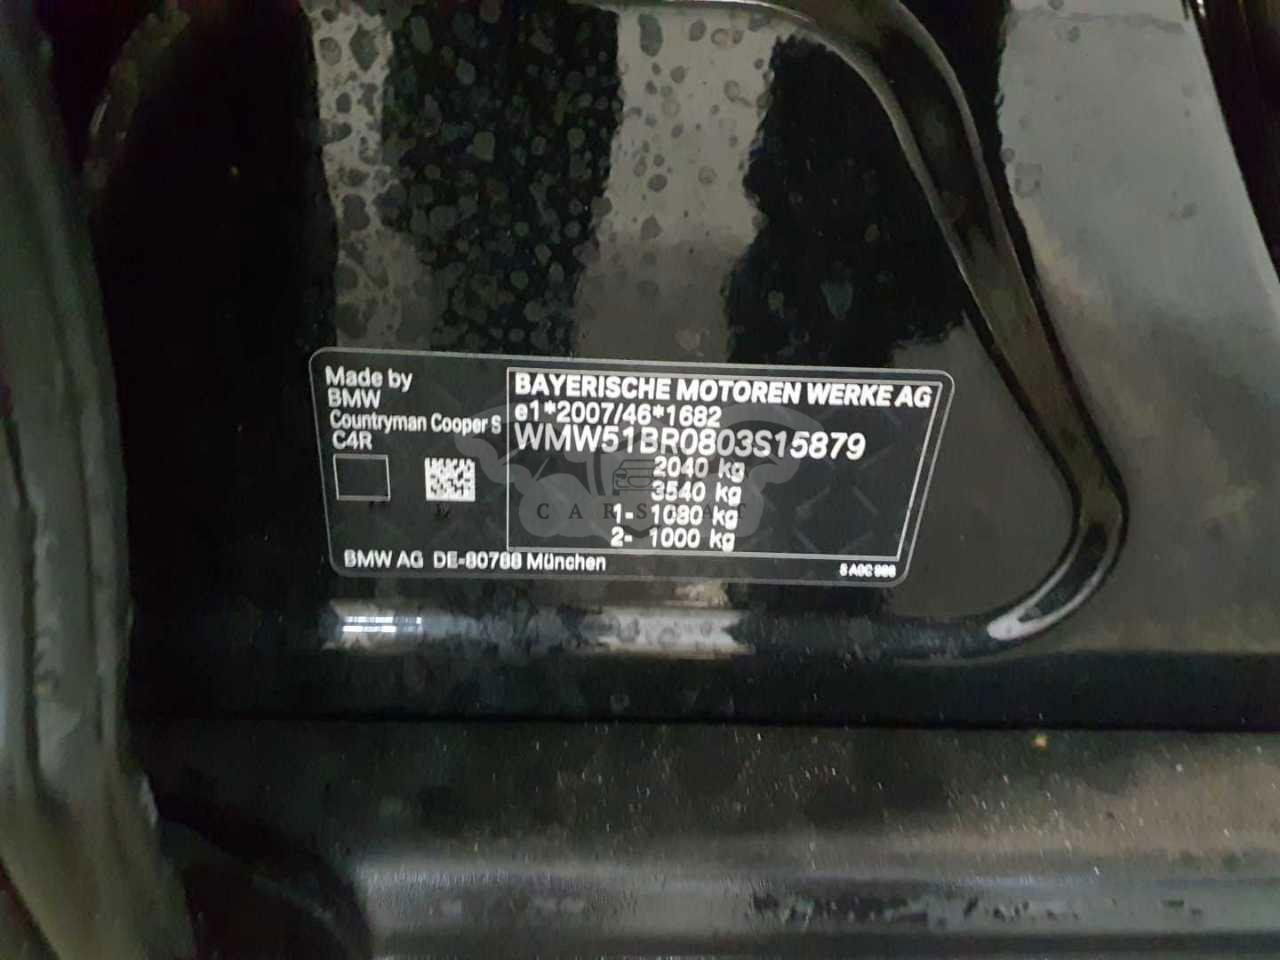 Made by
BMW
Countryman Cooper S
C4R
BAYERISCHE MOTOREN WERKE AG
e1*2007/46*1682
WMW51BR0803S15879
2040 kg
3540 kg
1- 1080 kg
2- 1000 kg
BMW AG DE-80788 München